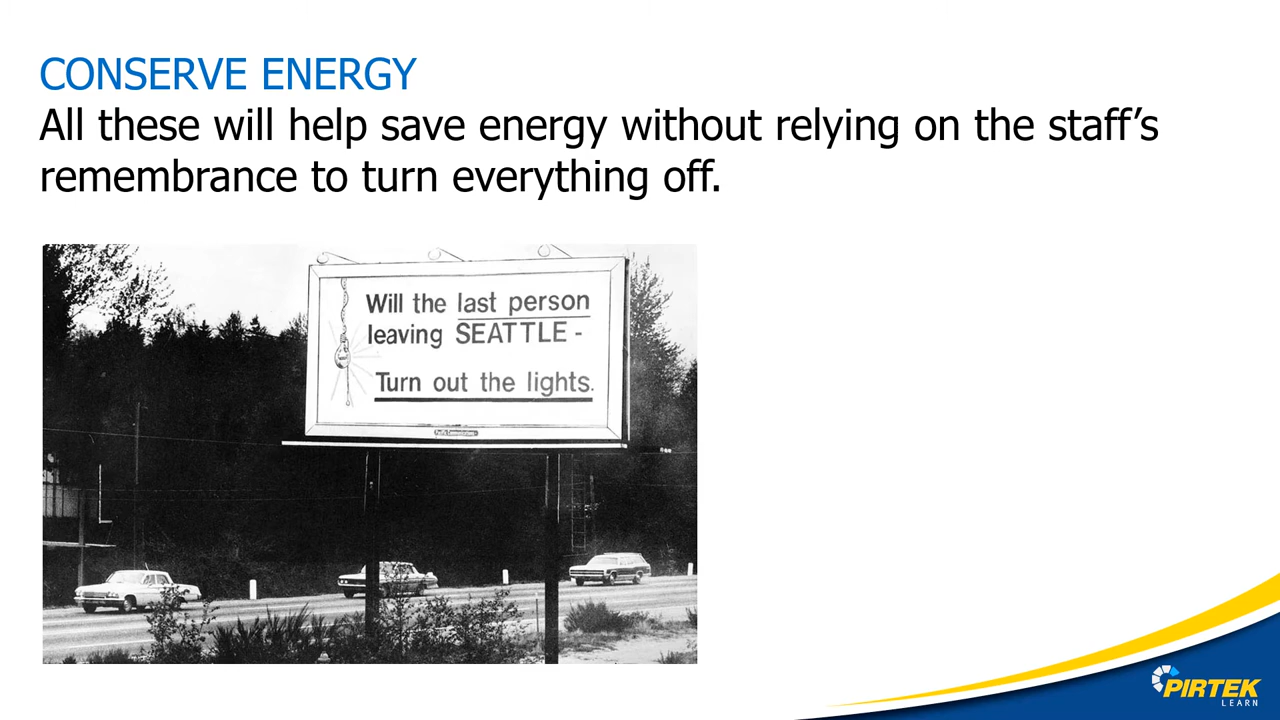 CONSERVE ENERGY
All these will help save energy without relying on the staff’s
remembrance to turn everything off.
Will the last person
leaving SEATTLE -
Turn out the lights.
PIRTEK
LEARN